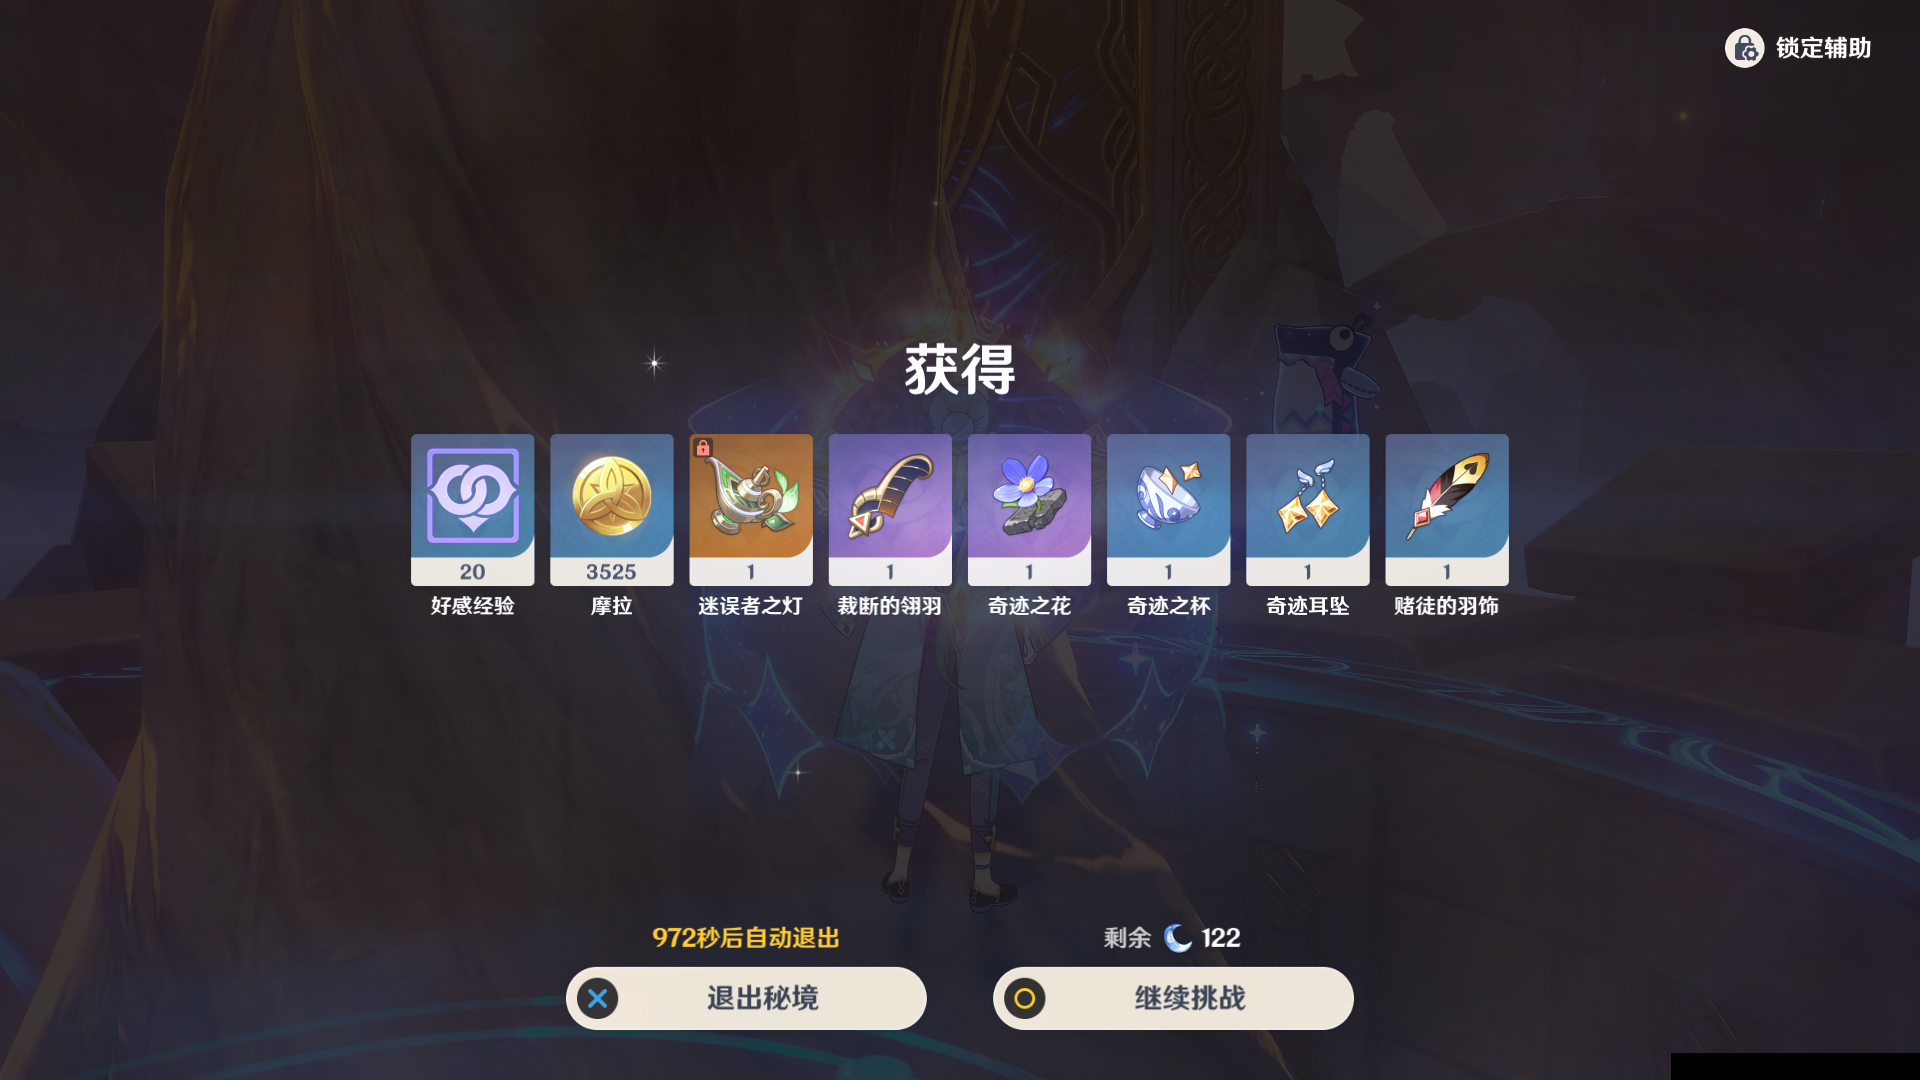 锁定辅助
获得
20
3525
1
1
1
1
1
1
好感经验
摩拉
迷误者之灯
裁断的翎羽
奇迹之花
奇迹之杯
奇迹耳坠
赌徒的羽饰
972秒后自动退出
剩余 122
退出秘境
继续挑战